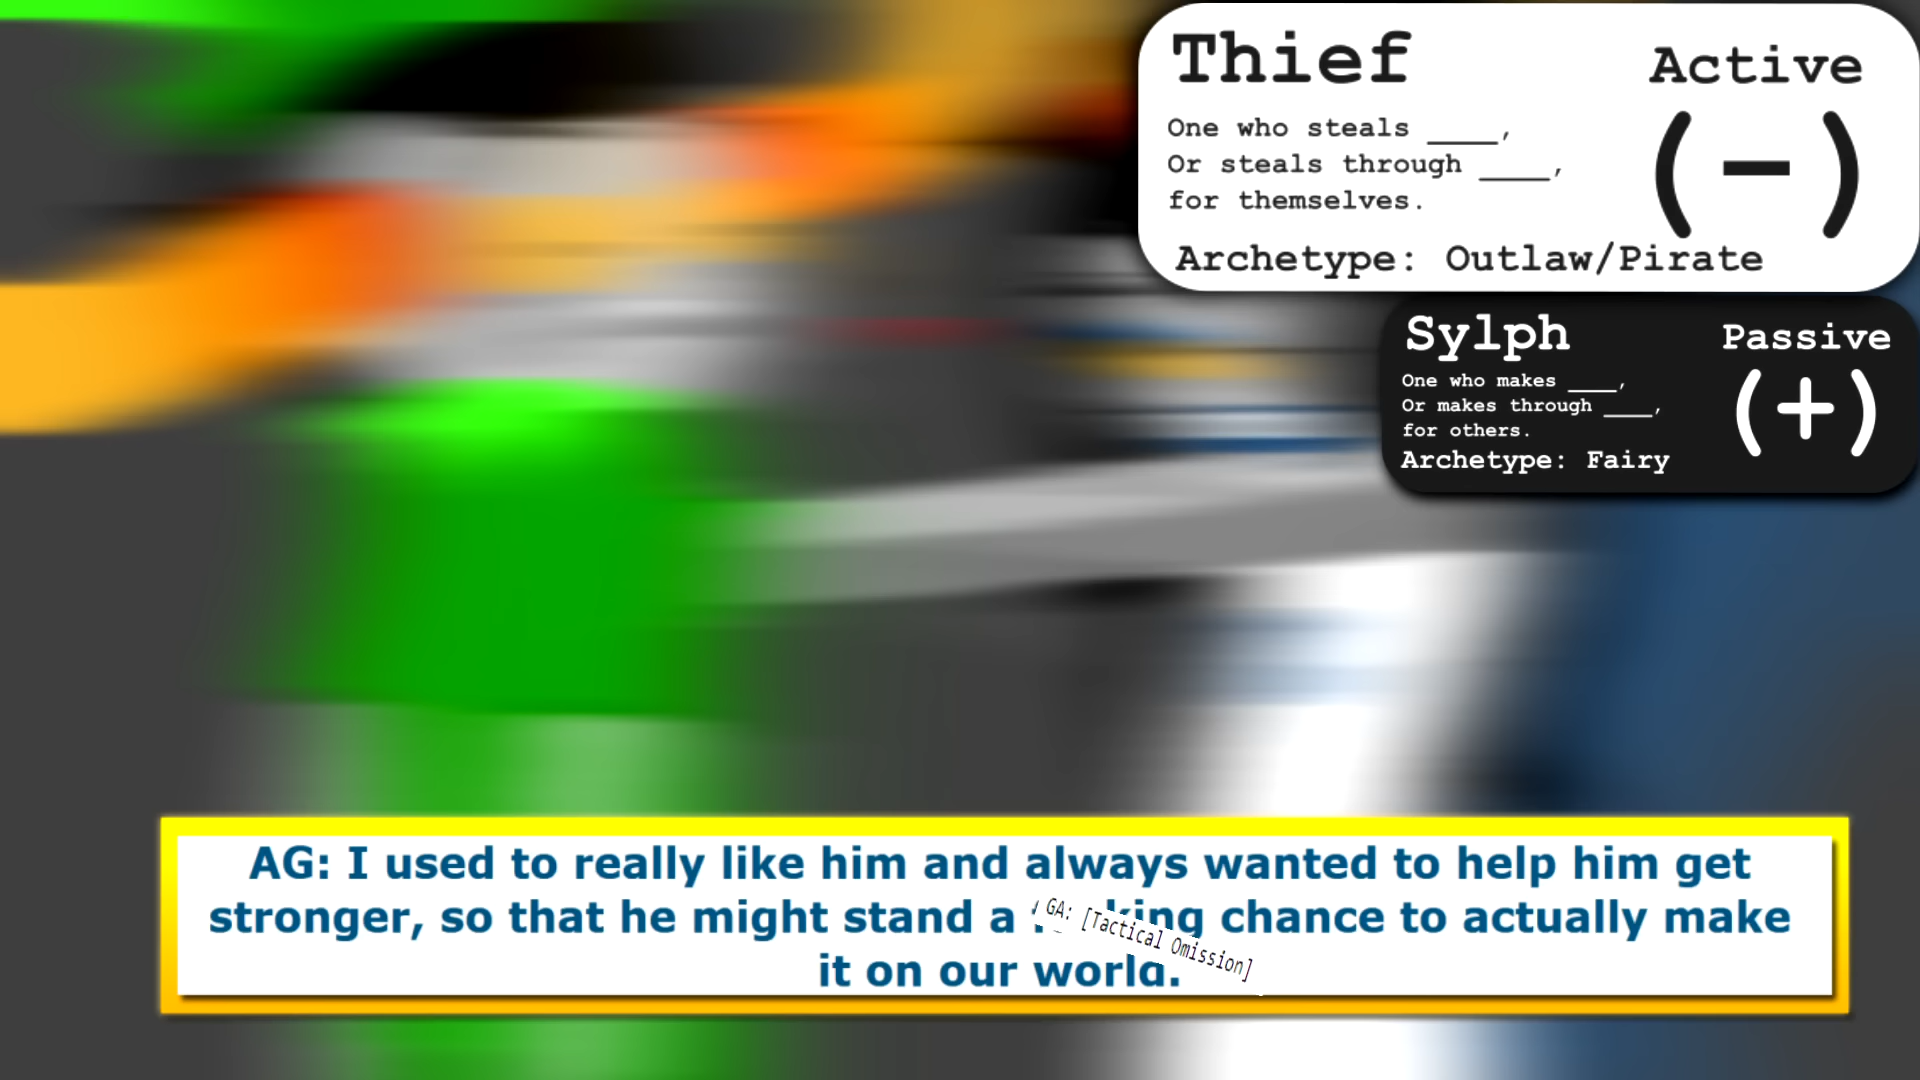 Thief
Active
One who steals ____,
Or steals through ____,
for themselves.
(-)
Archetype: Outlaw/Pirate
Sylph
Passive
One who makes ____,
Or makes through ____,
for others.
(+)
Archetype: Fairy
AG: I used to really like him and always wanted to help him get
stronger, so that he might stand a chance to actually make
it on our world.
GA: [Tactical Omission]